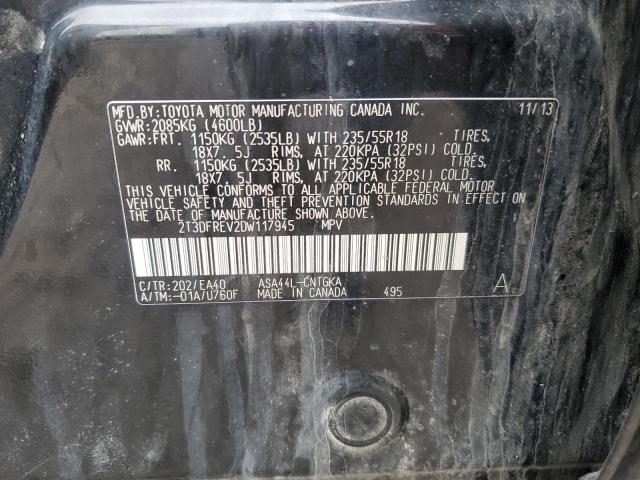 MFD.BY:TOYOTA MOTOR MANUFACTURING CANADA INC. 11/13
GVWR:2085KG (4600LB)
GAWR:FRT. 1150KG (2535LB) WITH 235/55R18 TIRES,
18X7 5J RIMS, AT 220KPA (32PSI) COLD.
RR. 1150KG (2535LB) WITH 235/55R18 TIRES,
18X7 5J RIMS, AT 220KPA (32PSI) COLD.
THIS VEHICLE CONFORMS TO ALL APPLICABLE FEDERAL MOTOR
VEHICLE SAFETY AND THEFT PREVENTION STANDARDS IN EFFECT ON
THE DATE OF MANUFACTURE SHOWN ABOVE.
2T3DFREV2DW117945 MPV
C/TR:202/EA40 ASA44L-CNTGKA
A/TM:-01A/U760F MADE IN CANADA 495 A